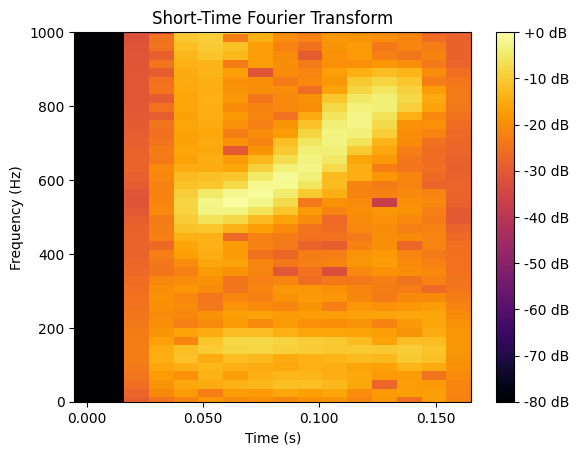 Short-Time Fourier Transform
1000
800
600
400
200
0
Frequency (Hz)
0.000
0.050
0.100
0.150
Time (s)
+0 dB
-10 dB
-20 dB
-30 dB
-40 dB
-50 dB
-60 dB
-70 dB
-80 dB